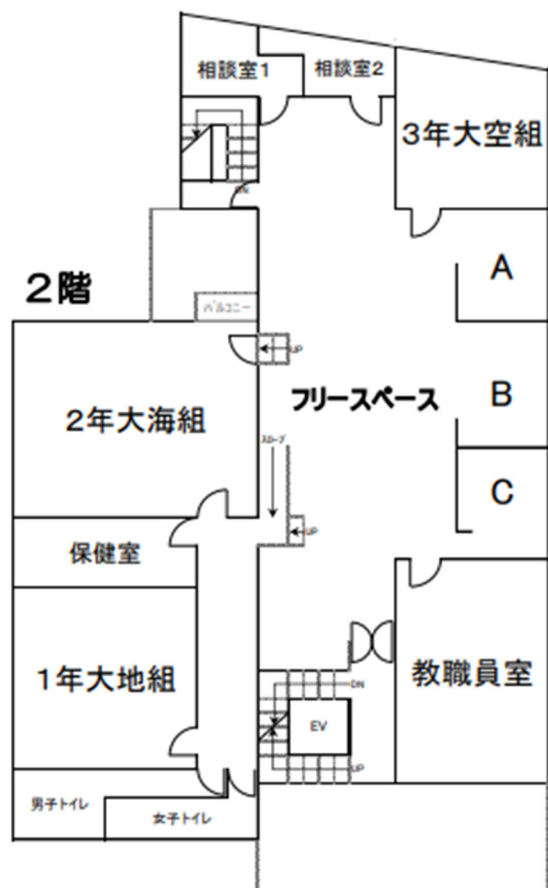 相談室1
相談室2
3年大空組
DN
A
2階
バルコニー
UP
B
フリースペース
2年大海組
スロープ
C
UP
保健室
1年大地組
教職員室
DN
EV
UP
男子トイレ
女子トイレ